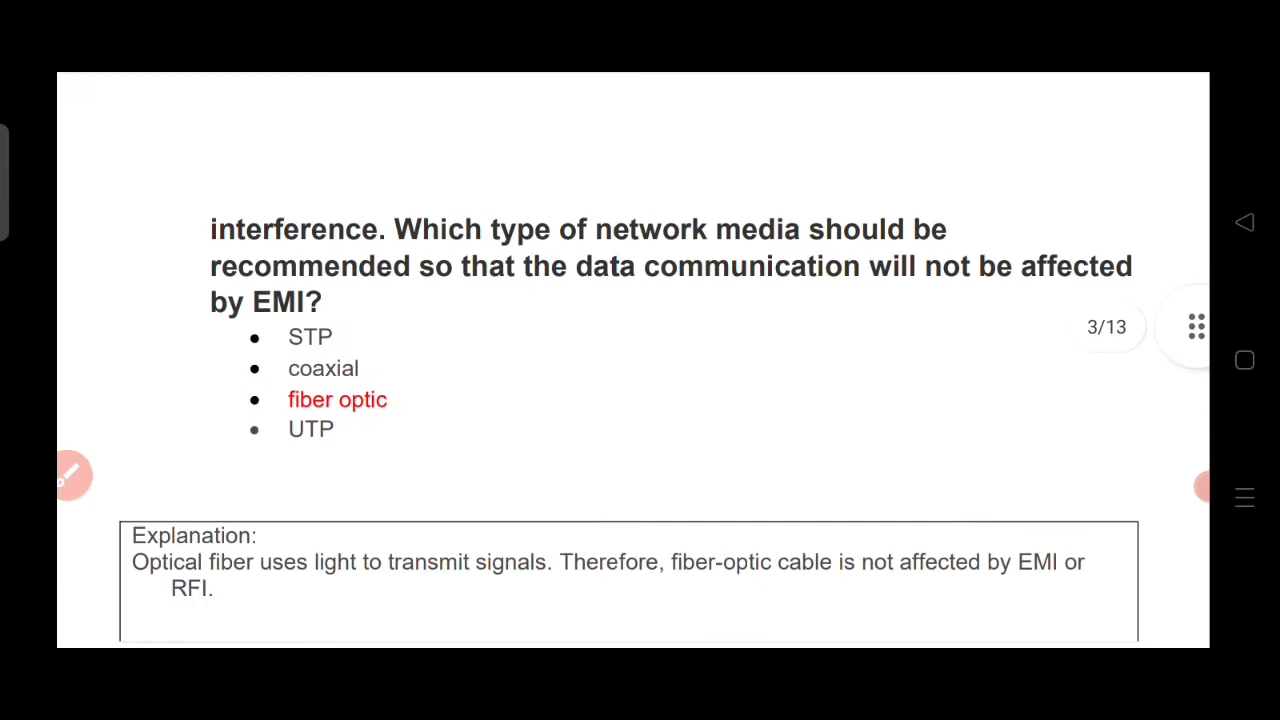 interference. Which type of network media should be
recommended so that the data communication will not be affected
by EMI?
3/13
• STP
• coaxial
• fiber optic
• UTP
Explanation:
Optical fiber uses light to transmit signals. Therefore, fiber-optic cable is not affected by EMI or
RFI.